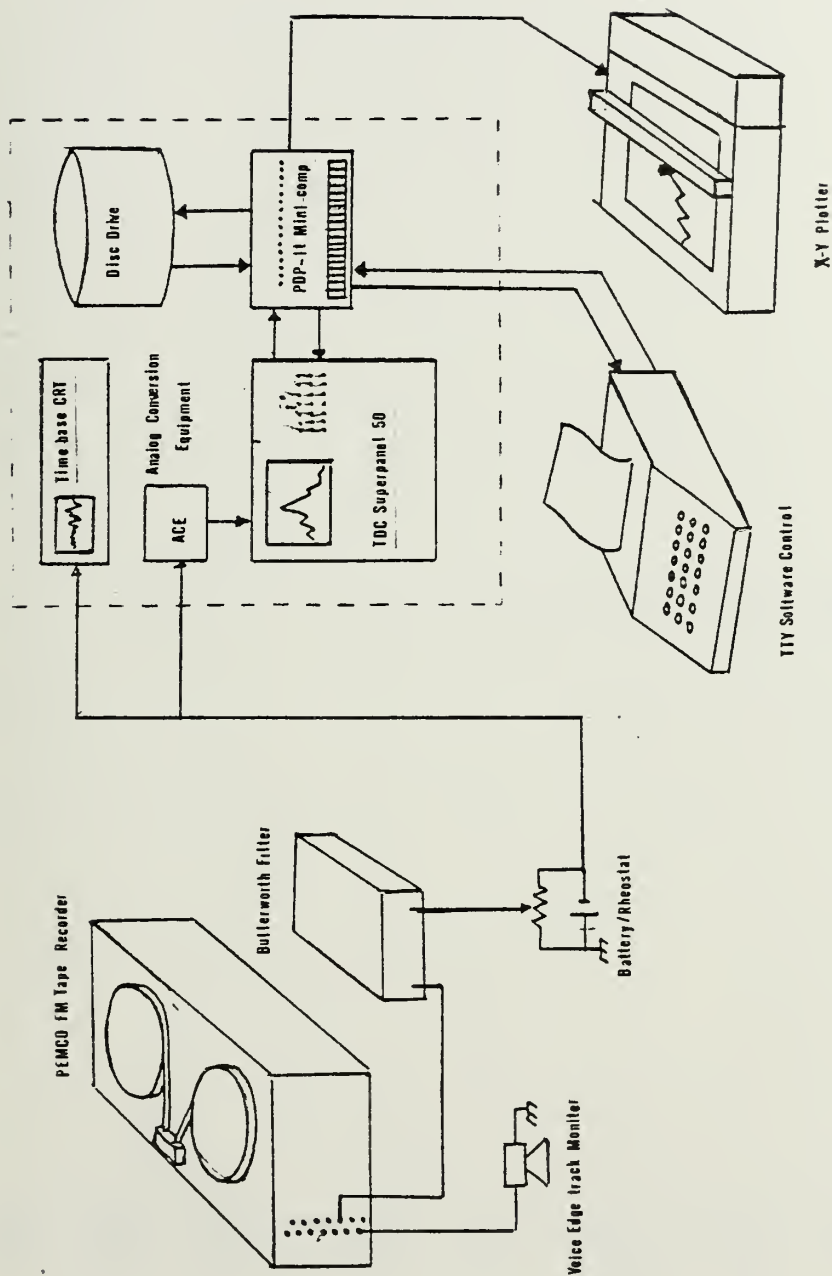 PEMCO FM Tape Recorder
Voice Edge track Moniter
Butterworth Filter
Battery/Rheostat
Time base CRT
Analog Conversion
Equipment
ACE
TDC Superpanel 50
Disc Drive
PDP-11 Mini-comp
TTY Software Control
X-Y Plotter